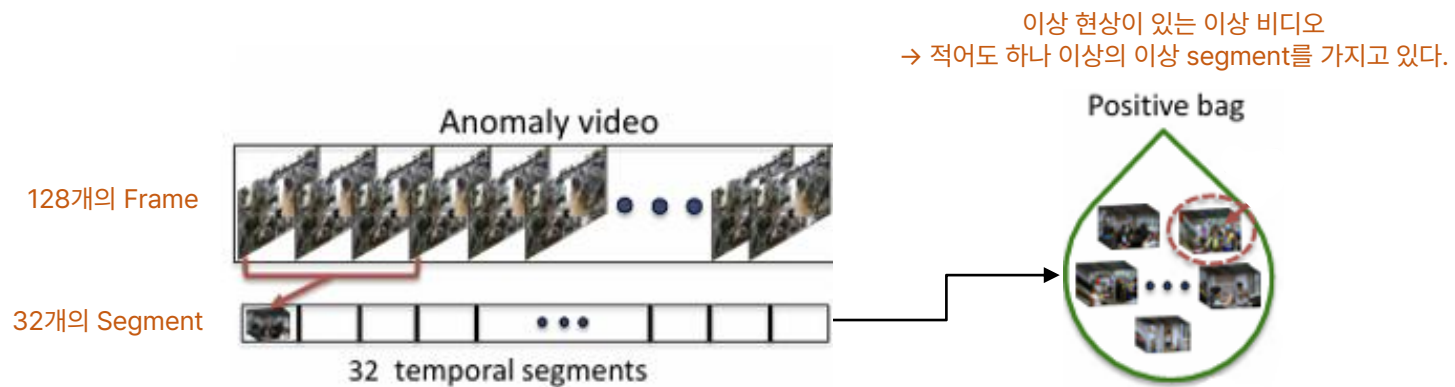 이상 현상이 있는 이상 비디오
→ 적어도 하나 이상의 이상 segment를 가지고 있다.
Anomaly video
Positive bag
128개의 Frame
32개의 Segment
32 temporal segments